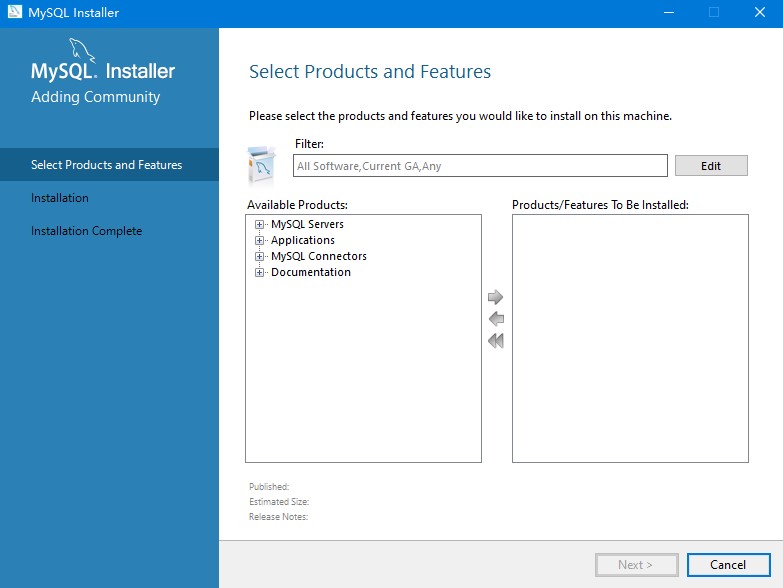 MySQL Installer
MySQL. Installer
Adding Community
Select Products and Features
Installation
Installation Complete
Select Products and Features
Please select the products and features you would like to install on this machine.
Filter:
All Software,Current GA,Any
Edit
Available Products:
MySQL Servers
Applications
MySQL Connectors
Documentation
Products/Features To Be Installed:
Published:
Estimated Size:
Release Notes:
Next >
Cancel